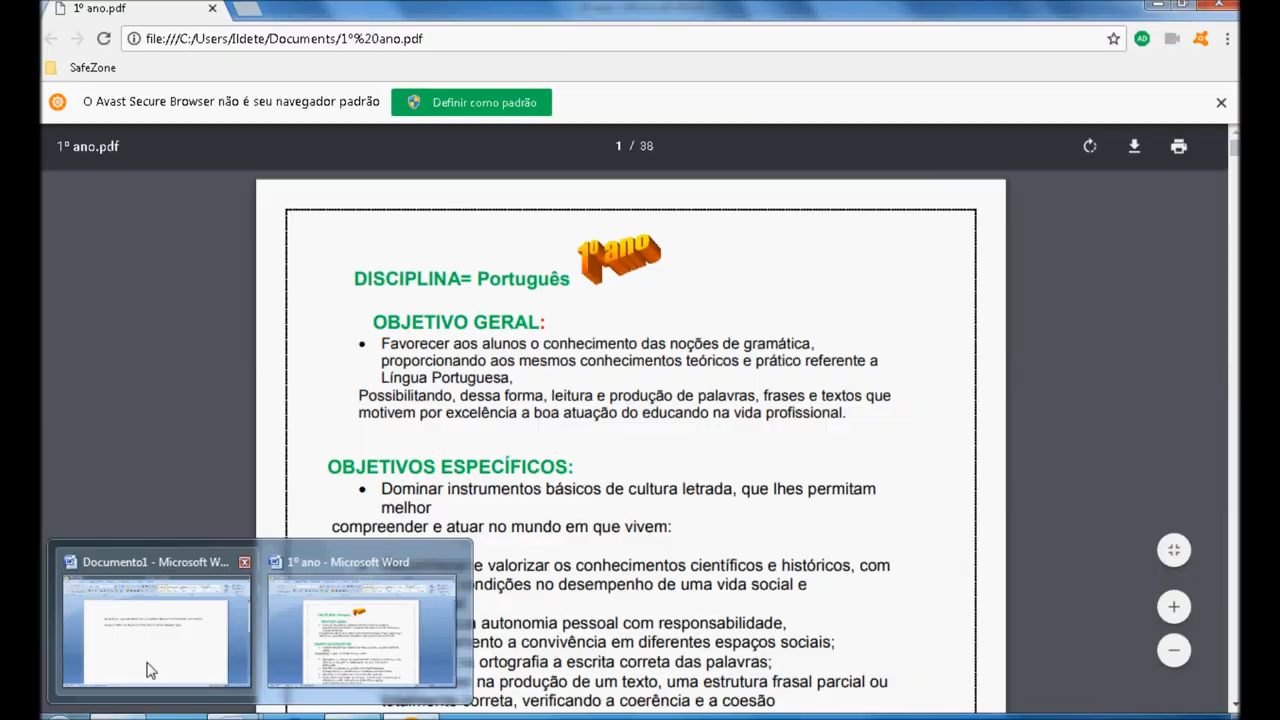 1º ano.pdf
file:///C:/Users/Ildete/Documents/1º%20ano.pdf
SafeZone
O Avast Secure Browser não é seu navegador padrão
Definir como padrão
1º ano.pdf
1 / 38
1º ano
DISCIPLINA= Português
OBJETIVO GERAL:
• Favorecer aos alunos o conhecimento das noções de gramática,
proporcionando aos mesmos conhecimentos teóricos e prático referente a
Língua Portuguesa,
Possibilitando, dessa forma, leitura e produção de palavras, frases e textos que
motivem por excelência a boa atuação do educando na vida profissional.
OBJETIVOS ESPECÍFICOS:
• Dominar instrumentos básicos de cultura letrada, que lhes permitam
melhor
compreender e atuar no mundo em que vivem:
Documento1 - Microsoft W...
1º ano - Microsoft Word
e valorizar os conhecimentos científicos e históricos, com
condições no desempenho de uma vida social e
autonomia pessoal com responsabilidade,
o convivência em diferentes espaços sociais;
ortografia a escrita correta das palavras;
na produção de um texto, uma estrutura frasal parcial ou
totalmente correta, verificando a coerência e a coesão